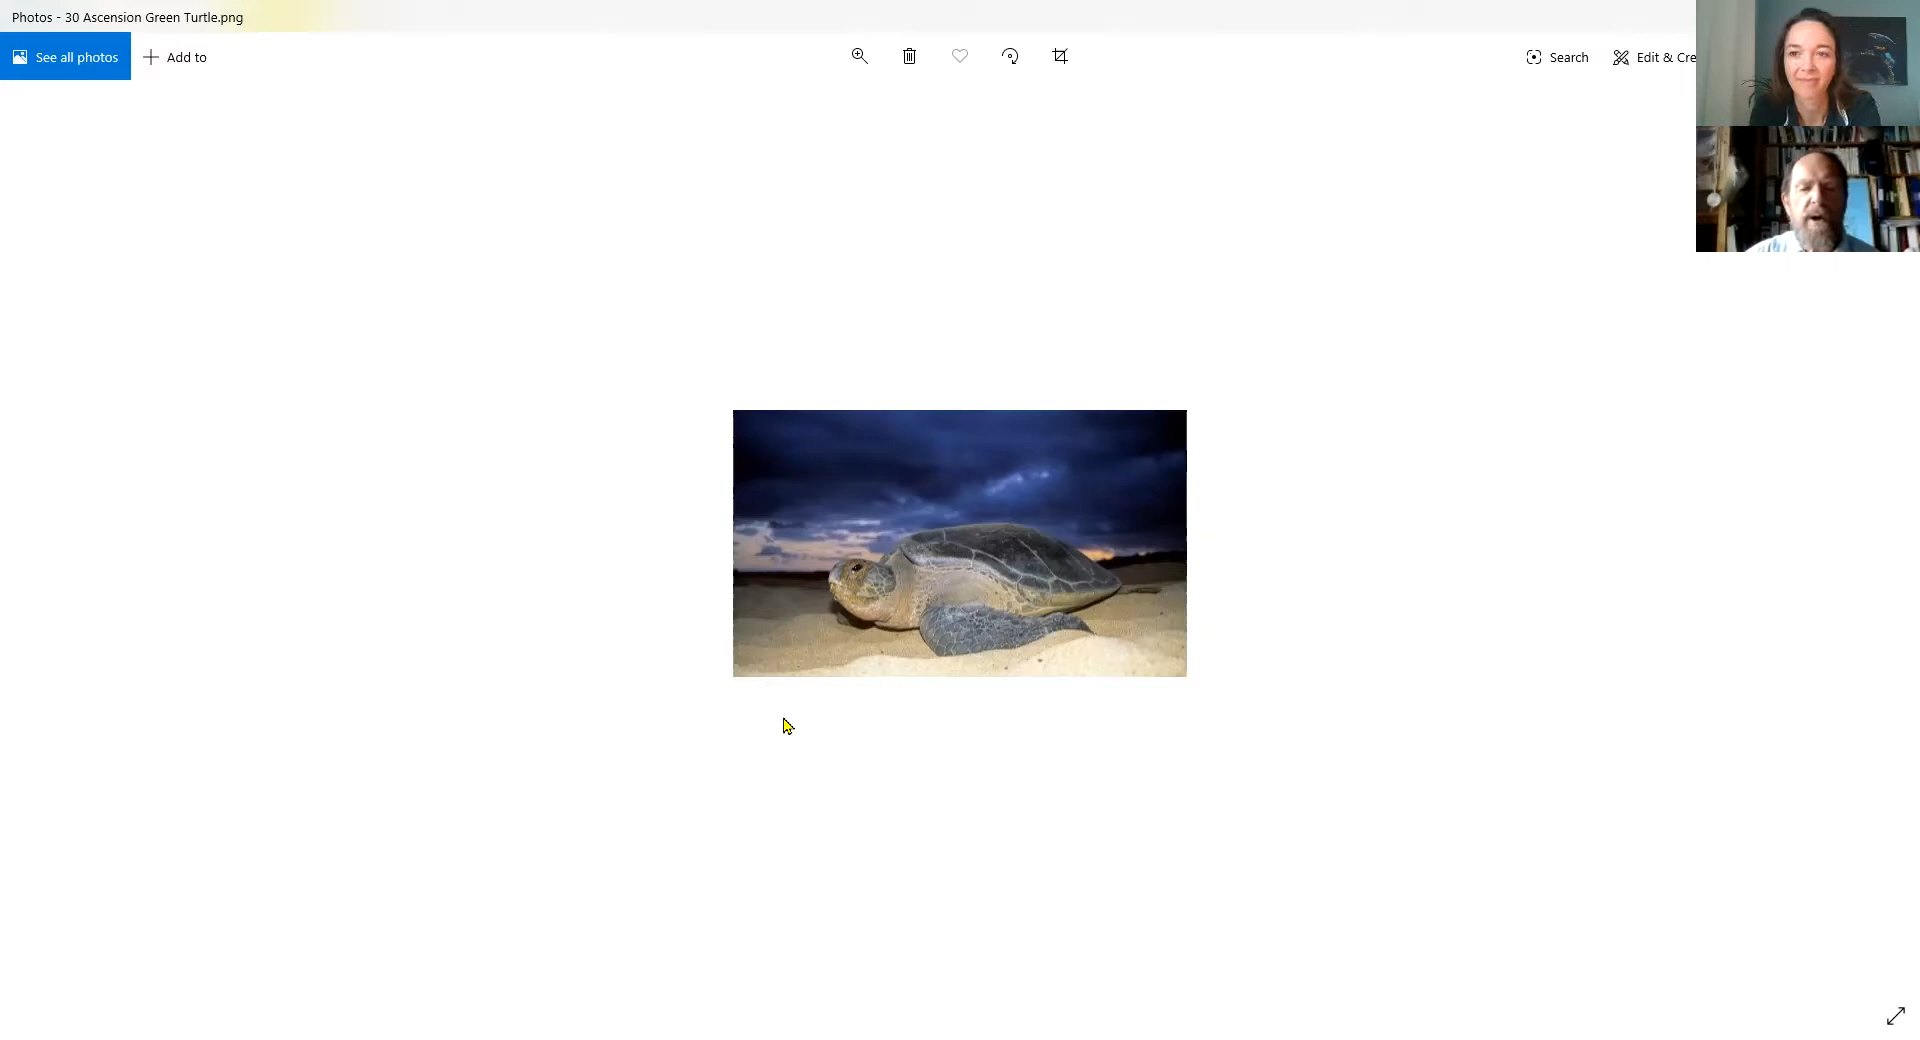 Photos - 30 Ascension Green Turtle.png
See all photos
Add to
Search
Edit & Cre